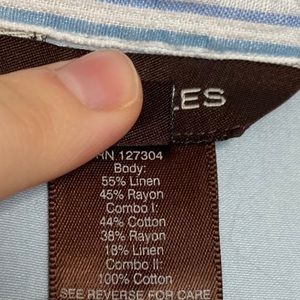 LES
RN 127304
Body:
55% Linen
45% Rayon
Combo I:
44% Cotton
38% Rayon
18% Linen
Combo II:
100% Cotton
SEE REVERSE FOR CARE